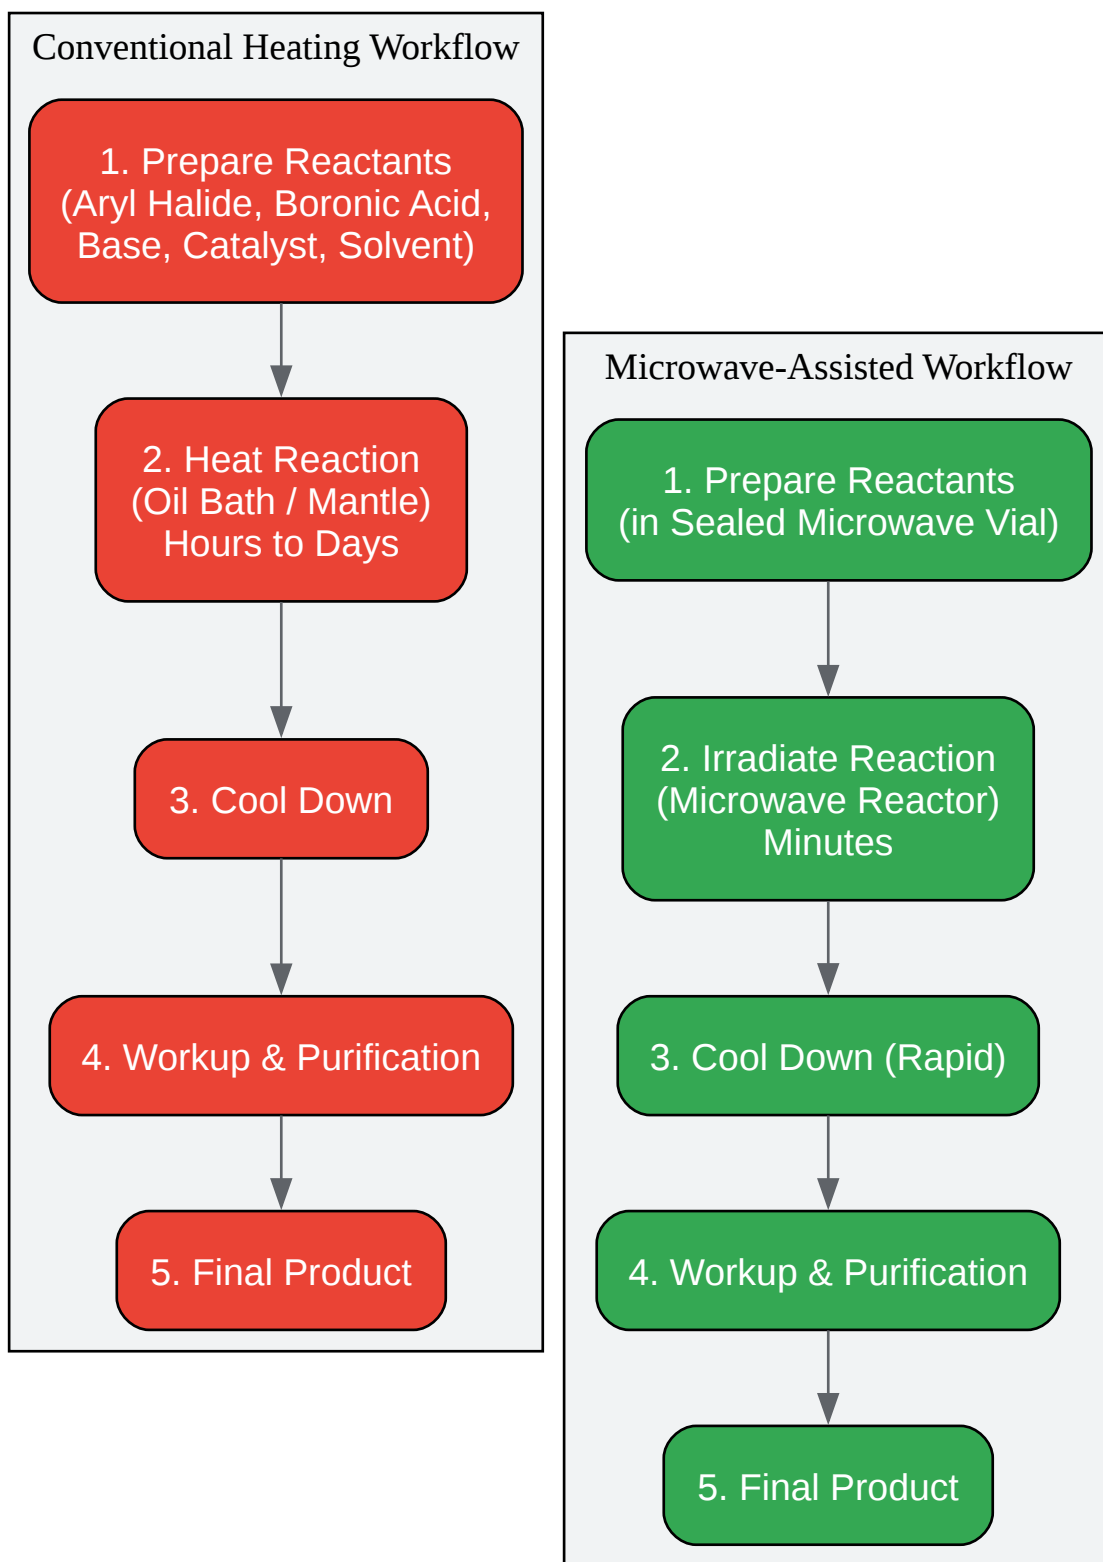 Conventional Heating Workflow
1. Prepare Reactants
(Aryl Halide, Boronic Acid,
Base, Catalyst, Solvent)
2. Heat Reaction
(Oil Bath / Mantle)
Hours to Days
3. Cool Down
4. Workup & Purification
5. Final Product
Microwave-Assisted Workflow
1. Prepare Reactants
(in Sealed Microwave Vial)
2. Irradiate Reaction
(Microwave Reactor)
Minutes
3. Cool Down (Rapid)
4. Workup & Purification
5. Final Product